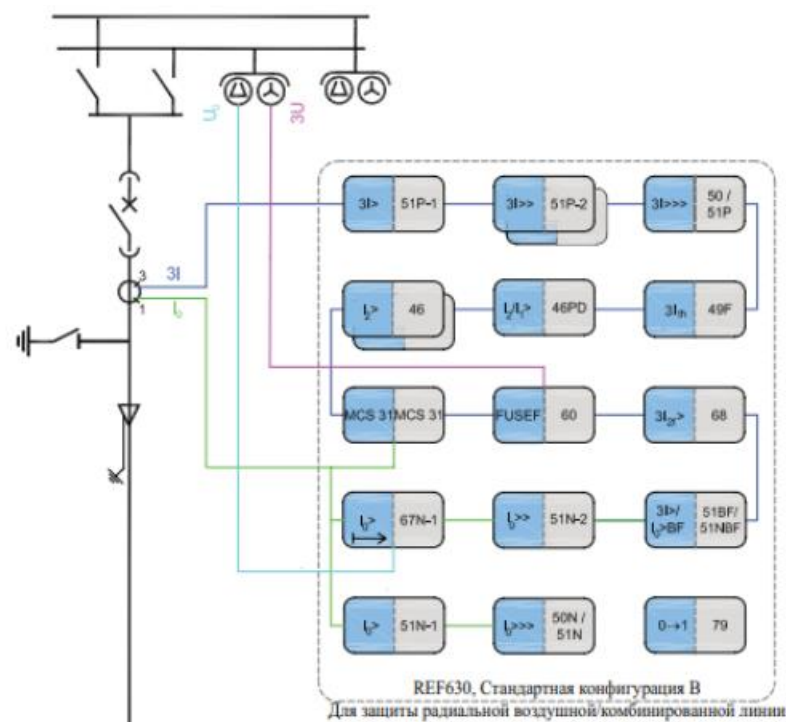 U₀ 3U
3I> 51P-1 3I>> 51P-2 3I>>> 50 / 51P
3
3I
I₀
1
I₂> 46 I₂/I₁> 46PD 3Ith 49F
MCS 3I MCS 3I FUSEF 60 3I2f> 68
I₀> 67N-1 I₀>> 51N-2 3I>/ I₀>BF 51BF/ 51NBF
I₀> 51N-1 I₀>>> 50N / 51N 0→1 79
REF630, Стандартная конфигурация B
Для защиты радиальной воздушной/комбинированной линии